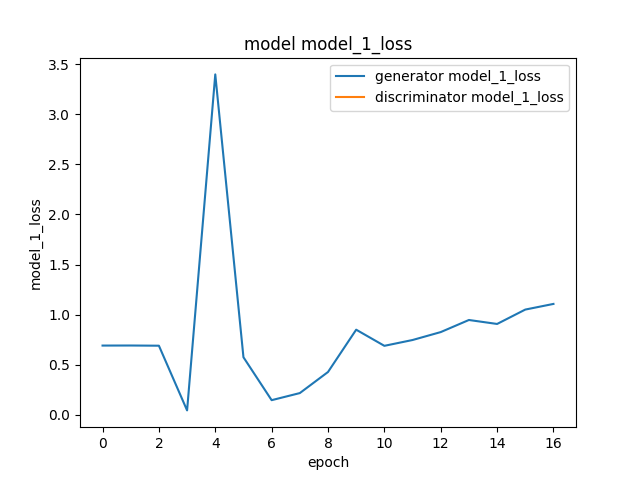 model model_1_loss
generator model_1_loss
discriminator model_1_loss
3.5
3.0
2.5
2.0
1.5
1.0
0.5
0.0
model_1_loss
0 2 4 6 8 10 12 14 16
epoch